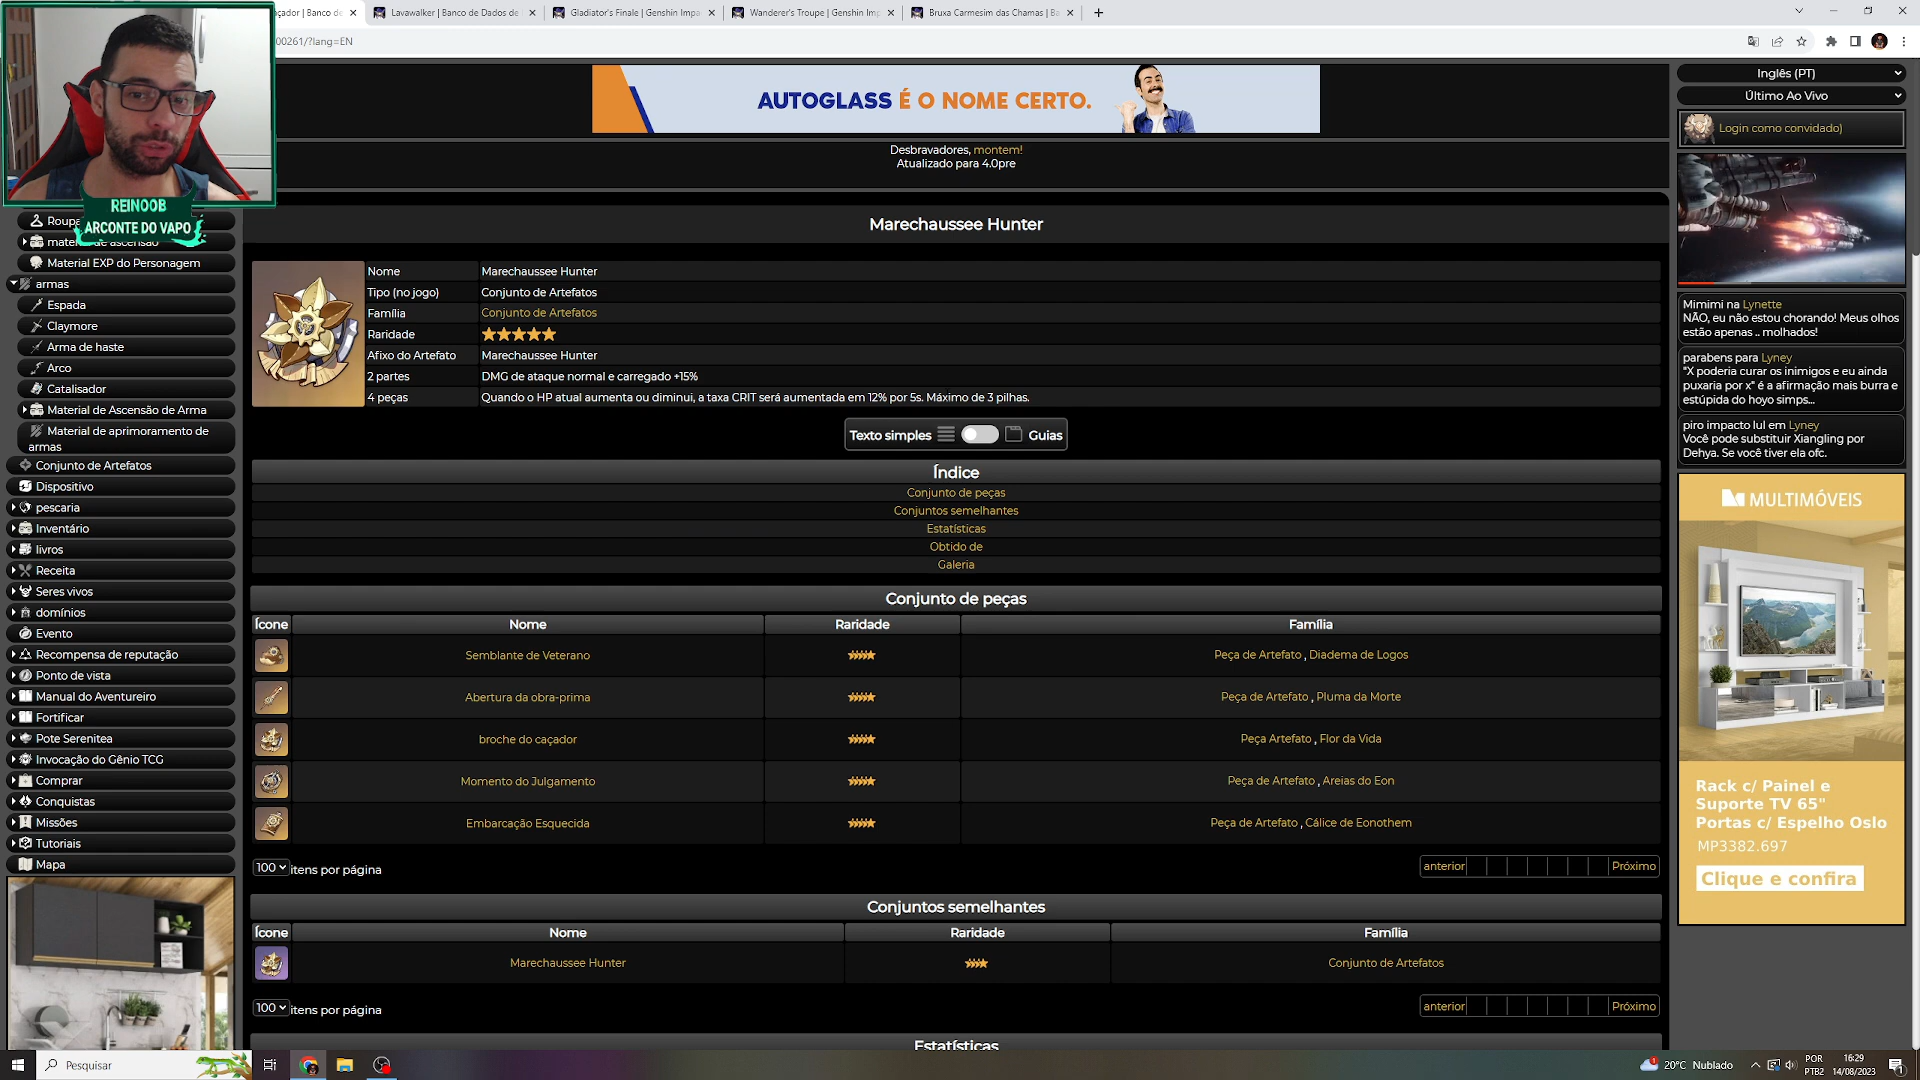 açador | Banco de
Lavawalker | Banco de Dados de
Gladiator's Finale | Genshin Impa
Wanderer's Troupe | Genshin Imp
Bruxa Carmesim das Chamas | Ba
00261/?lang=EN
REINOOB
ARCONTE DO VAPO
AUTOGLASS É O NOME CERTO.
Desbravadores, montem!
Atualizado para 4.0pre
Inglês (PT)
Último Ao Vivo
Login como convidado)
Roupa
material de ascensão
Material EXP do Personagem
armas
Espada
Claymore
Arma de haste
Arco
Catalisador
Material de Ascensão de Arma
Material de aprimoramento de
armas
Conjunto de Artefatos
Dispositivo
pescaria
Inventário
livros
Receita
Seres vivos
domínios
Evento
Recompensa de reputação
Ponto de vista
Manual do Aventureiro
Fortificar
Pote Serenitea
Invocação do Gênio TCG
Comprar
Conquistas
Missões
Tutoriais
Mapa
Marechaussee Hunter
Nome Marechaussee Hunter
Tipo (no jogo) Conjunto de Artefatos
Família Conjunto de Artefatos
Raridade
Afixo do Artefato Marechaussee Hunter
2 partes DMG de ataque normal e carregado +15%
4 peças Quando o HP atual aumenta ou diminui, a taxa CRIT será aumentada em 12% por 5s. Máximo de 3 pilhas.
Texto simples Guias
Índice
Conjunto de peças
Conjuntos semelhantes
Estatísticas
Obtido de
Galeria
Conjunto de peças
Ícone Nome Raridade Família
Semblante de Veterano Peça de Artefato , Diadema de Logos
Abertura da obra-prima Peça de Artefato , Pluma da Morte
broche do caçador Peça Artefato , Flor da Vida
Momento do Julgamento Peça de Artefato , Areias do Eon
Embarcação Esquecida Peça de Artefato , Cálice de Eonothem
100 itens por página anterior Próximo
Conjuntos semelhantes
Ícone Nome Raridade Família
Marechaussee Hunter Conjunto de Artefatos
100 itens por página anterior Próximo
Estatísticas
Mimimi na Lynette
NÃO, eu não estou chorando! Meus olhos
estão apenas .. molhados!
parabens para Lyney
"X poderia curar os inimigos e eu ainda
puxaria por x" é a afirmação mais burra e
estúpida do hoyo simps...
piro impacto lul em Lyney
Você pode substituir Xiangling por
Dehya. Se você tiver ela ofc.
MULTIMÓVEIS
Rack c/ Painel e
Suporte TV 65"
Portas c/ Espelho Oslo
MP3382.697
Clique e confira
Pesquisar
1
20°C Nublado
POR
PTB2
16:29
14/08/2023
1